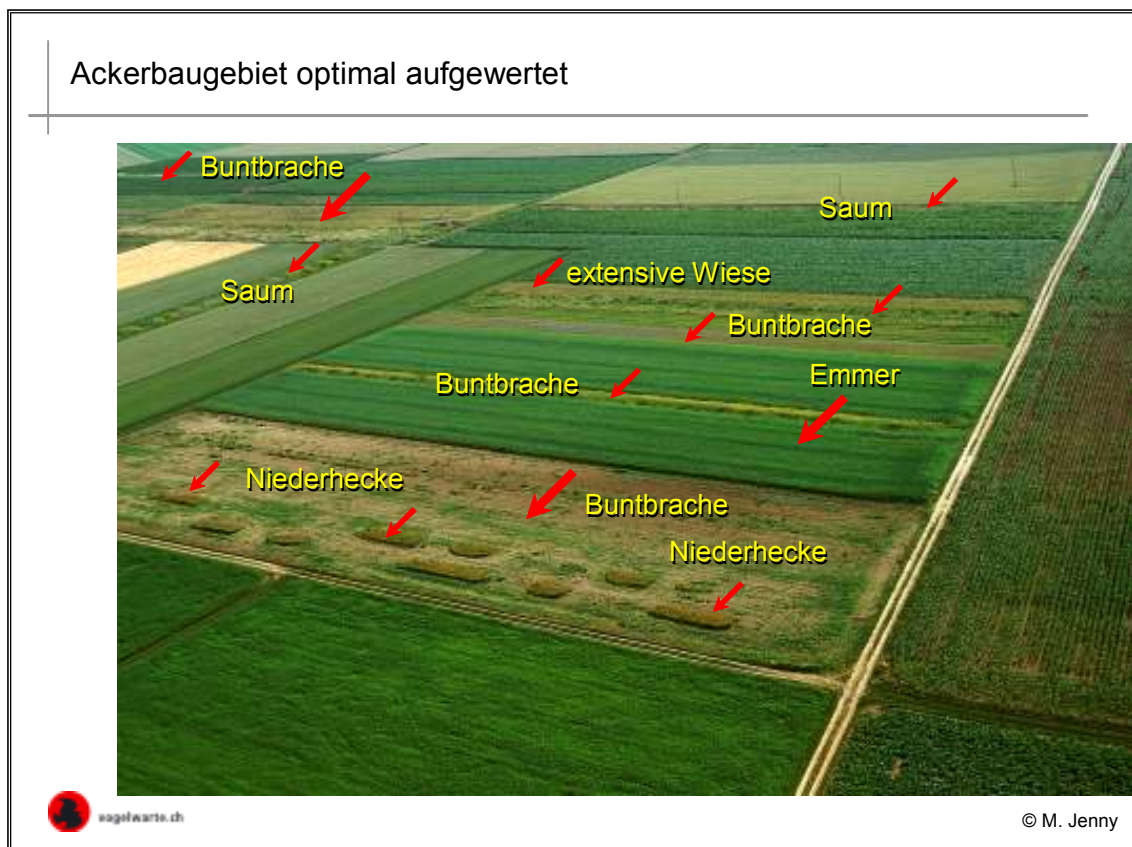 Ackerbaugebiet optimal aufgewertet
Buntbrache
Saum
Saum
extensive Wiese
Buntbrache
Buntbrache
Emmer
Niederhecke
Buntbrache
Niederhecke
vogelwarte.ch
© M. Jenny